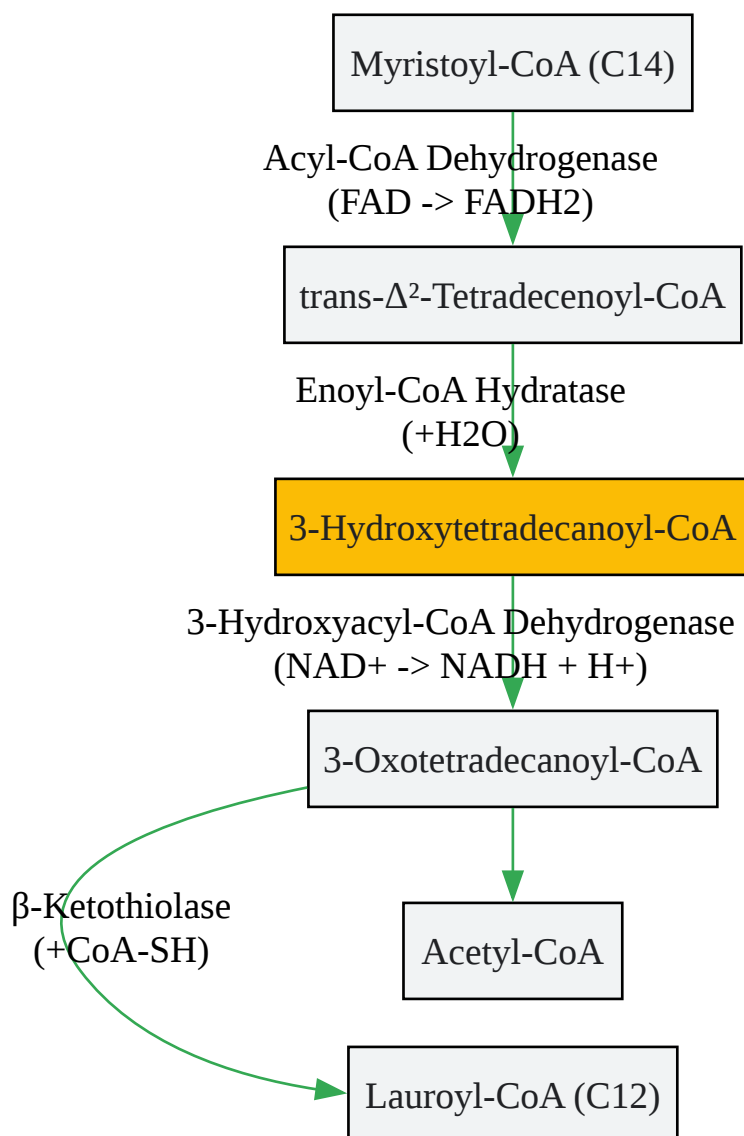 Myristoyl-CoA (C14)
Acyl-CoA Dehydrogenase
(FAD -> FADH2)
trans-Δ²-Tetradecenoyl-CoA
Enoyl-CoA Hydratase
(+H2O)
3-Hydroxytetradecanoyl-CoA
3-Hydroxyacyl-CoA Dehydrogenase
(NAD+ -> NADH + H+)
3-Oxotetradecanoyl-CoA
β-Ketothiolase
(+CoA-SH)
Acetyl-CoA
Lauroyl-CoA (C12)